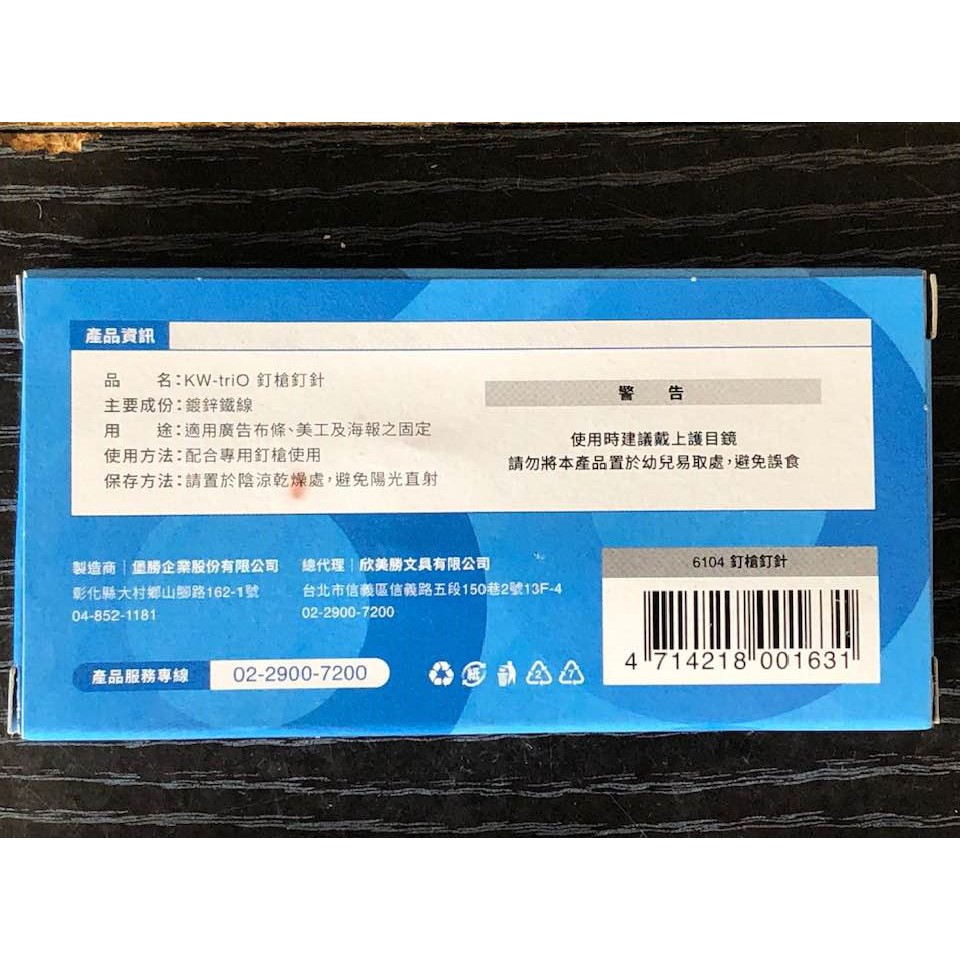 產品資訊
品 名:KW-triO 釘槍釘針
主要成份:鍍鋅鐵線
用 途:適用廣告布條、美工及海報之固定
使用方法:配合專用釘槍使用
保存方法:請置於陰涼乾燥處,避免陽光直射
警 告
使用時建議戴上護目鏡
請勿將本產品置於幼兒易取處,避免誤食
製造商|堡勝企業股份有限公司
彰化縣大村鄉山腳路162-1號
04-852-1181
總代理|欣美勝文具有限公司
台北市信義區信義路五段150巷2號13F-4
02-2900-7200
產品服務專線 02-2900-7200
紙 2 7
6104 釘槍釘針
4 714218 001631